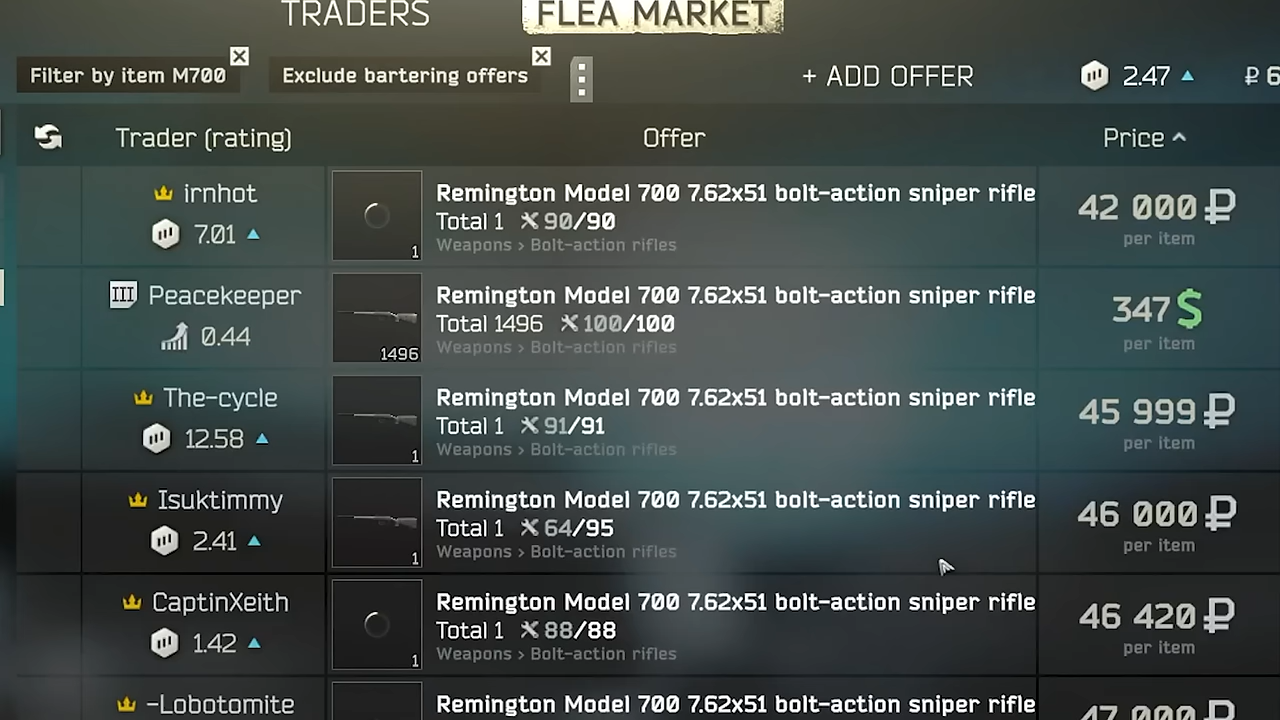 TRADERS FLEA MARKET
Filter by item M700 Exclude bartering offers + ADD OFFER 2.47 ₽ 6
Trader (rating) Offer Price
irnhot Remington Model 700 7.62x51 bolt-action sniper rifle 42 000 ₽
7.01 Total 1 90/90 per item
Weapons > Bolt-action rifles
1
III Peacekeeper Remington Model 700 7.62x51 bolt-action sniper rifle 347 $
0.44 Total 1496 100/100 per item
Weapons > Bolt-action rifles
1496
The-cycle Remington Model 700 7.62x51 bolt-action sniper rifle 45 999 ₽
12.58 Total 1 91/91 per item
Weapons > Bolt-action rifles
1
Isuktimmy Remington Model 700 7.62x51 bolt-action sniper rifle 46 000 ₽
2.41 Total 1 64/95 per item
Weapons > Bolt-action rifles
1
CaptinXeith Remington Model 700 7.62x51 bolt-action sniper rifle 46 420 ₽
1.42 Total 1 88/88 per item
Weapons > Bolt-action rifles
1
-Lobotomite Remington Model 700 7.62x51 bolt-action sniper rifle 47 000 ₽